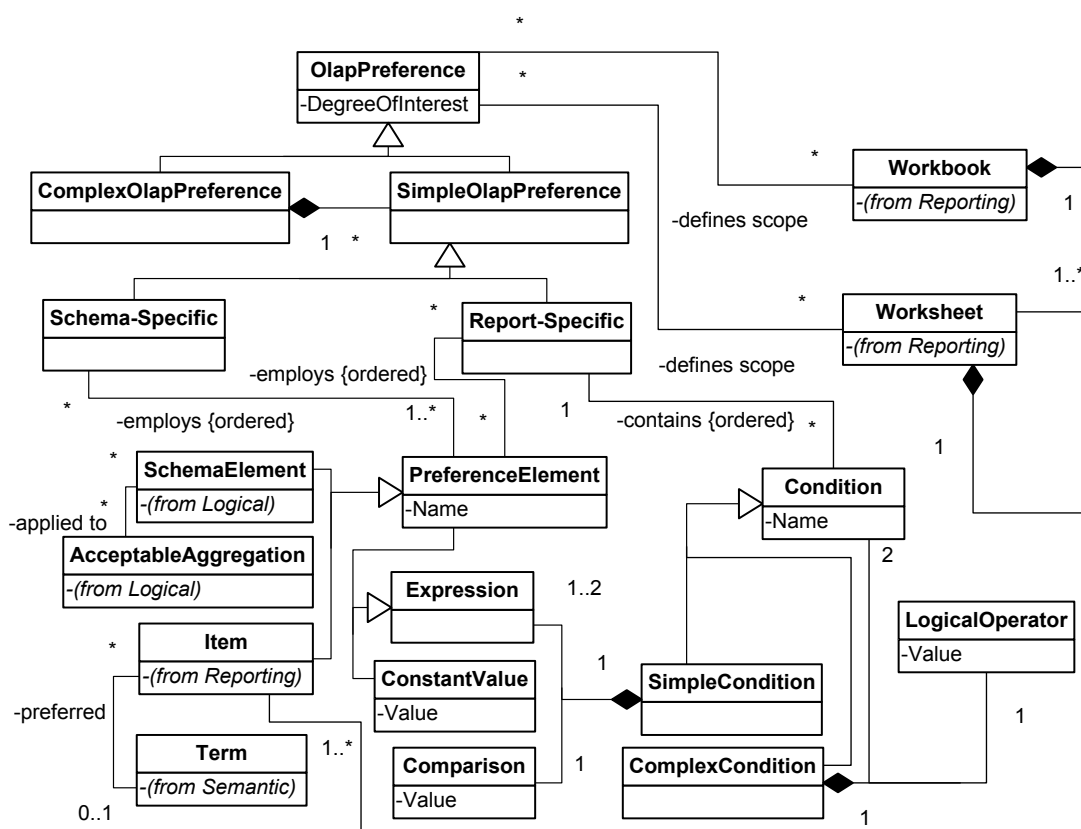 *
OlapPreference
*
-DegreeOfInterest
ComplexOlapPreference
SimpleOlapPreference
*
Workbook
-(from Reporting)
1
-defines scope
1
*
1..*
Schema-Specific
*
Report-Specific
*
Worksheet
-(from Reporting)
-employs {ordered}
-defines scope
*
1..*
*
1
-employs {ordered}
-contains {ordered}
*
1
*
SchemaElement
-(from Logical)
PreferenceElement
-Name
Condition
-Name
*
-applied to
AcceptableAggregation
-(from Logical)
2
Expression
1..2
LogicalOperator
-Value
*
Item
-(from Reporting)
1
ConstantValue
-Value
SimpleCondition
-preferred
1
Term
-(from Semantic)
1..*
Comparison
-Value
1
ComplexCondition
0..1
1